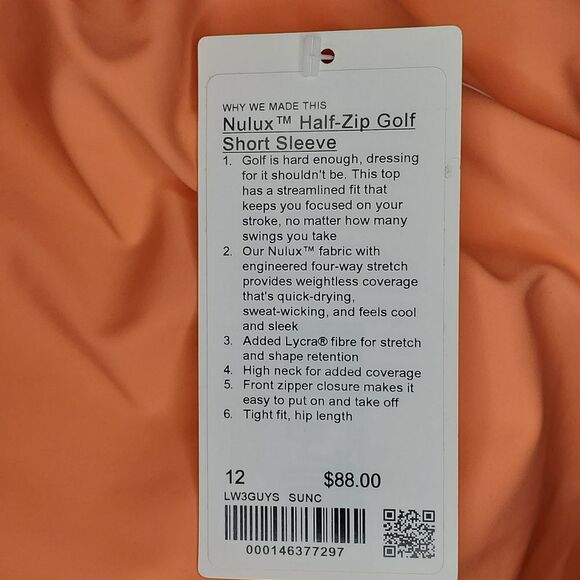 WHY WE MADE THIS
Nulux™ Half-Zip Golf
Short Sleeve
1. Golf is hard enough, dressing
for it shouldn't be. This top
has a streamlined fit that
keeps you focused on your
stroke, no matter how many
swings you take
2. Our Nulux™ fabric with
engineered four-way stretch
provides weightless coverage
that's quick-drying,
sweat-wicking, and feels cool
and sleek
3. Added Lycra® fibre for stretch
and shape retention
4. High neck for added coverage
5. Front zipper closure makes it
easy to put on and take off
6. Tight fit, hip length
12 $88.00
LW3GUYS SUNC
000146377297